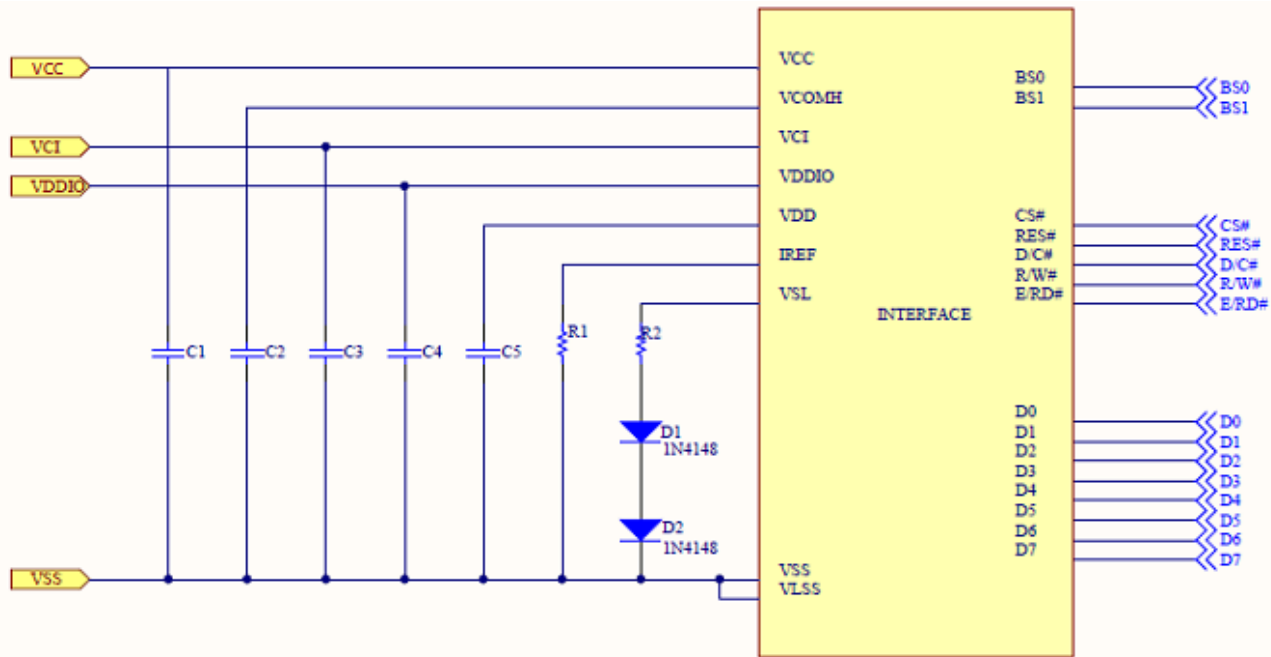 VCC
VCI
VDDIO
VSS
VCC
VCOMH
VCI
VDDIO
VDD
IREF
VSL
VSS
VLSS
C1
C2
C3
C4
C5
R1
R2
D1
1N4148
D2
1N4148
INTERFACE
BS0
BS1
CS#
RES#
D/C#
R/W#
E/RD#
D0
D1
D2
D3
D4
D5
D6
D7
BS0
BS1
CS#
RES#
D/C#
R/W#
E/RD#
D0
D1
D2
D3
D4
D5
D6
D7